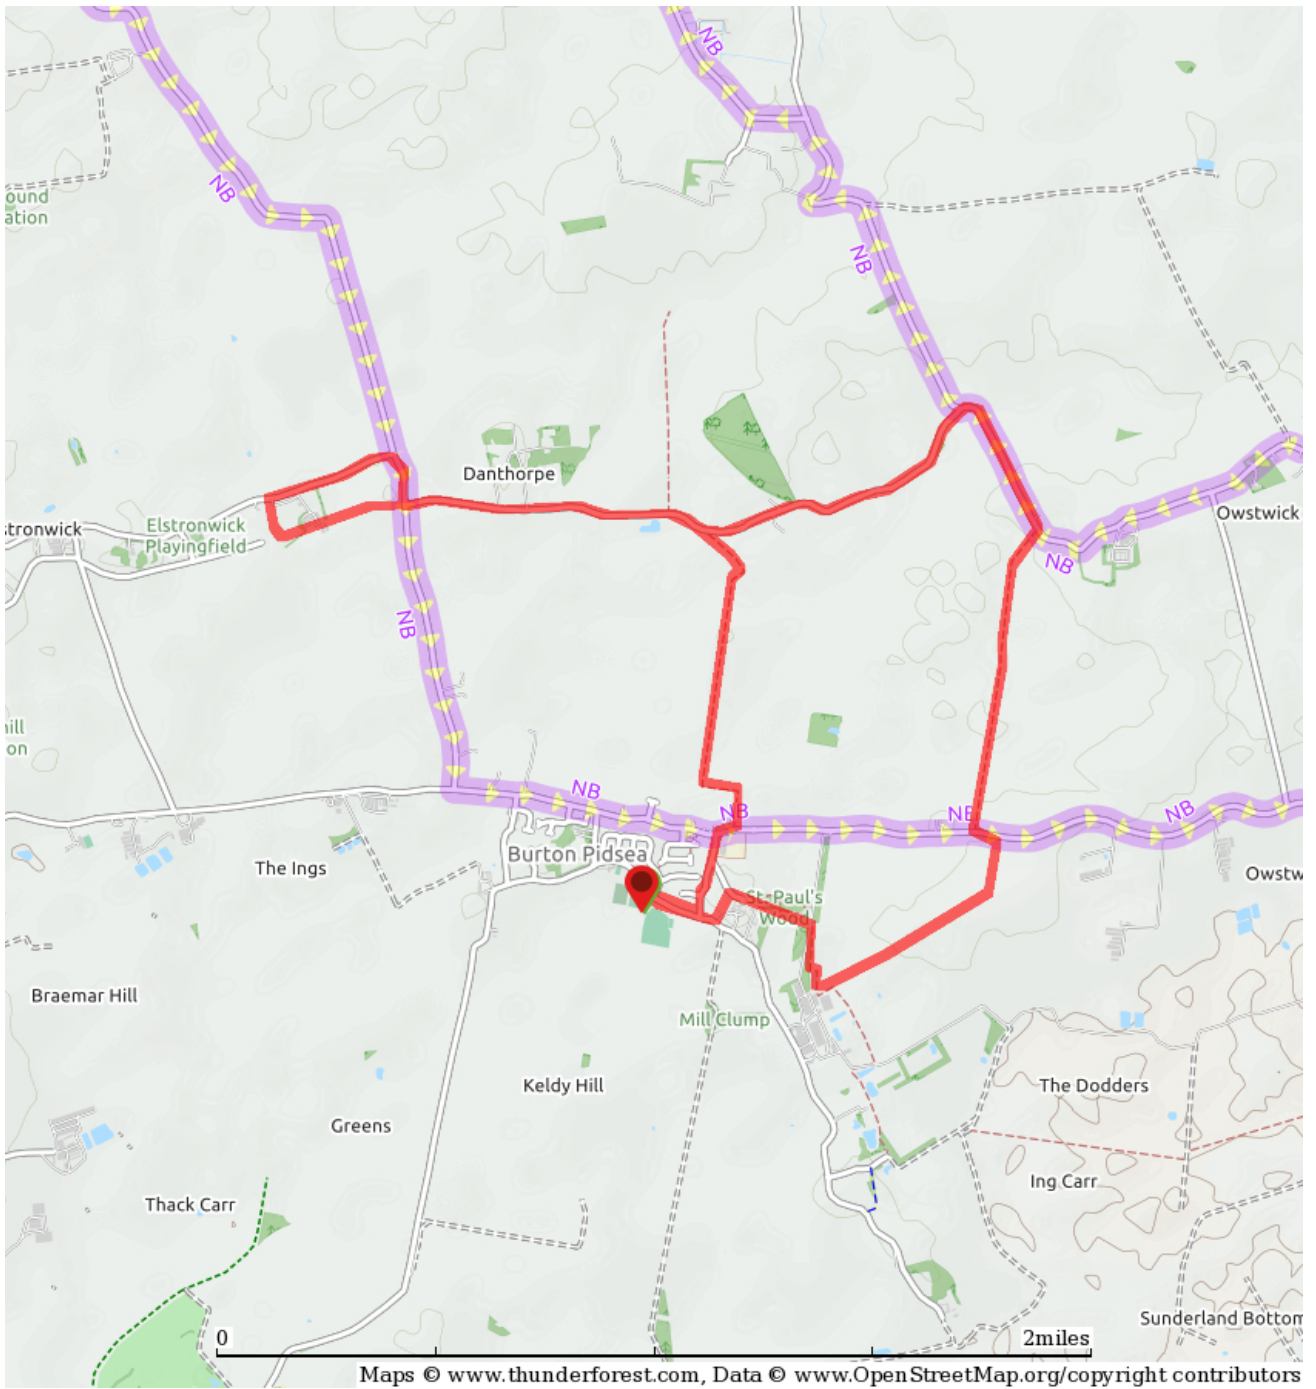 NB
NB
ound
ation
NB
Danthorpe
Owstwick
stronwick
Elstronwick
Playingfield
NB
NB
ill
on
NB
NB
NB
NB
Burton Pidsea
The Ings
Owstw
St. Paul's
Wood
Braemar Hill
Mill Clump
Keldy Hill
The Dodders
Greens
Ing Carr
Thack Carr
Sunderland Bottom
0
2miles
Maps © www.thunderforest.com, Data © www.OpenStreetMap.org/copyright contributors